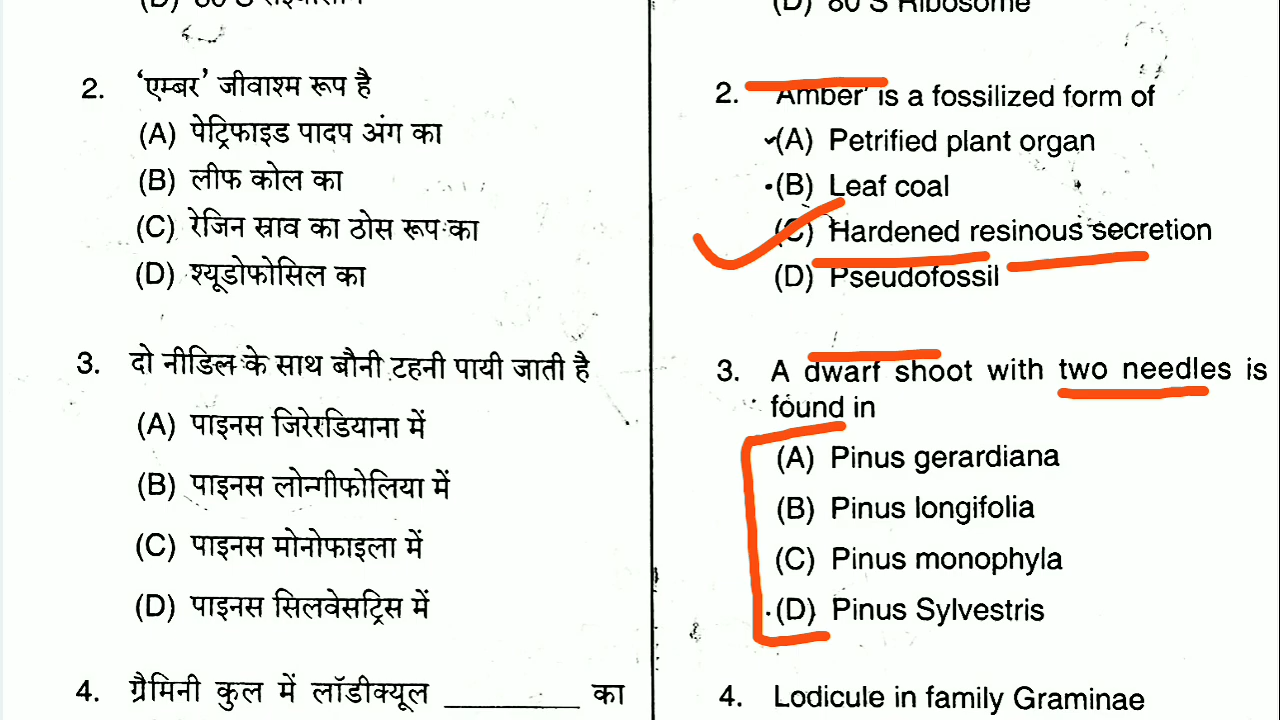 2. 'एम्बर' जीवाश्म रूप है
(A) पेट्रिफाइड पादप अंग का
(B) लीफ कोल का
(C) रेजिन स्राव का ठोस रूप का
(D) श्यूडोफोसिल का
3. दो नीडिल के साथ बौनी टहनी पायी जाती है
(A) पाइनस जिरेरडियाना में
(B) पाइनस लोन्गीफोलिया में
(C) पाइनस मोनोफाइला में
(D) पाइनस सिलवेसट्रिस में
4. ग्रैमिनी कुल में लॉडीक्यूल ________ का
(D) 80 S Ribosome
2. 'Amber' is a fossilized form of
(A) Petrified plant organ
(B) Leaf coal
(C) Hardened resinous secretion
(D) Pseudofossil
3. A dwarf shoot with two needles is
found in
(A) Pinus gerardiana
(B) Pinus longifolia
(C) Pinus monophyla
(D) Pinus Sylvestris
4. Lodicule in family Graminae